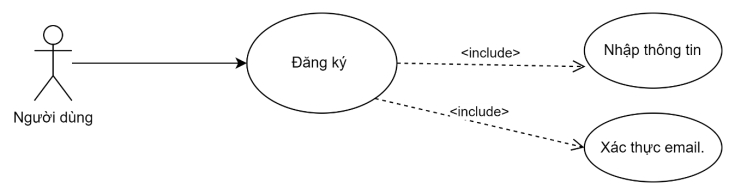 <include>
Nhập thông tin
Đăng ký
<include>
Người dùng
Xác thực email.